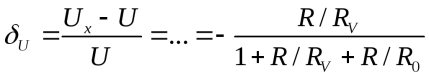 δ_U = (U_x − U) / U = ... = − (R / R_V) / (1 + R / R_V + R / R_0)